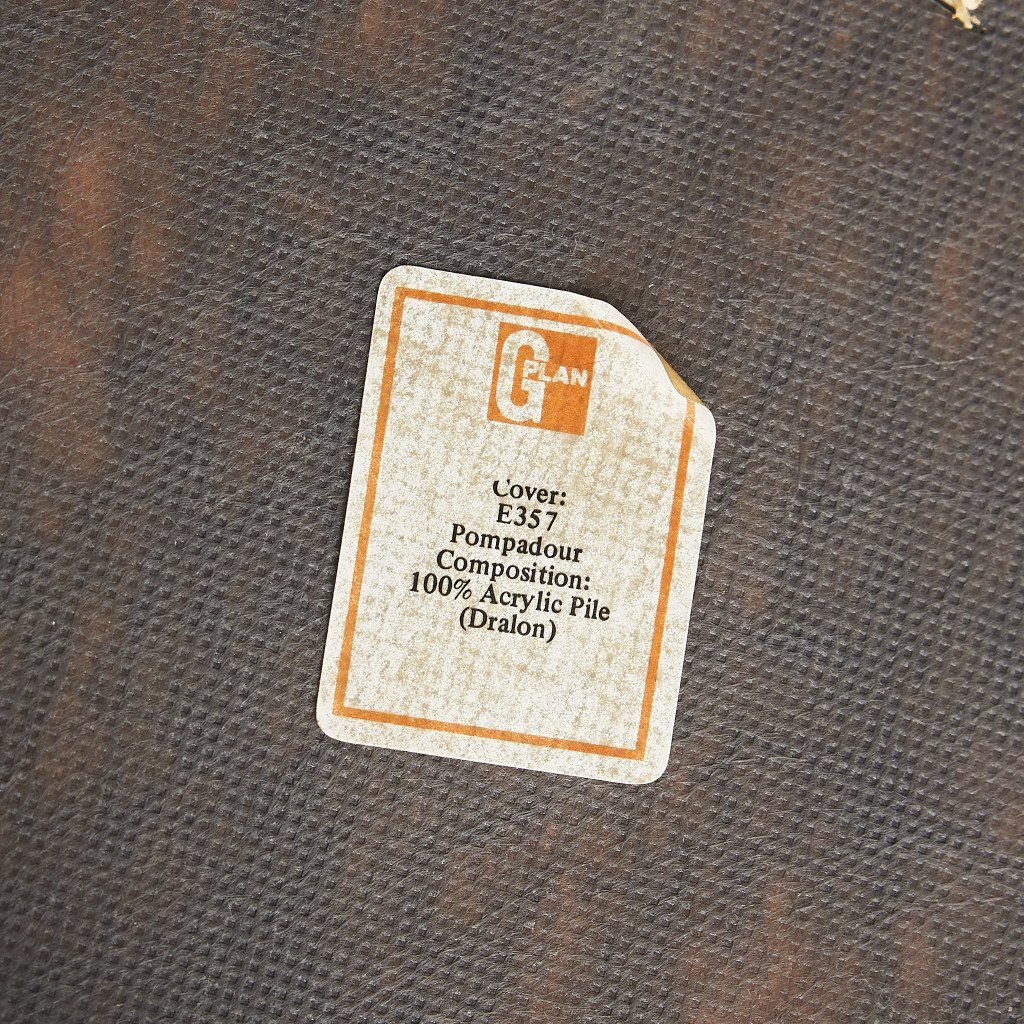 G PLAN
Cover:
E357
Pompadour
Composition:
100% Acrylic Pile
(Dralon)